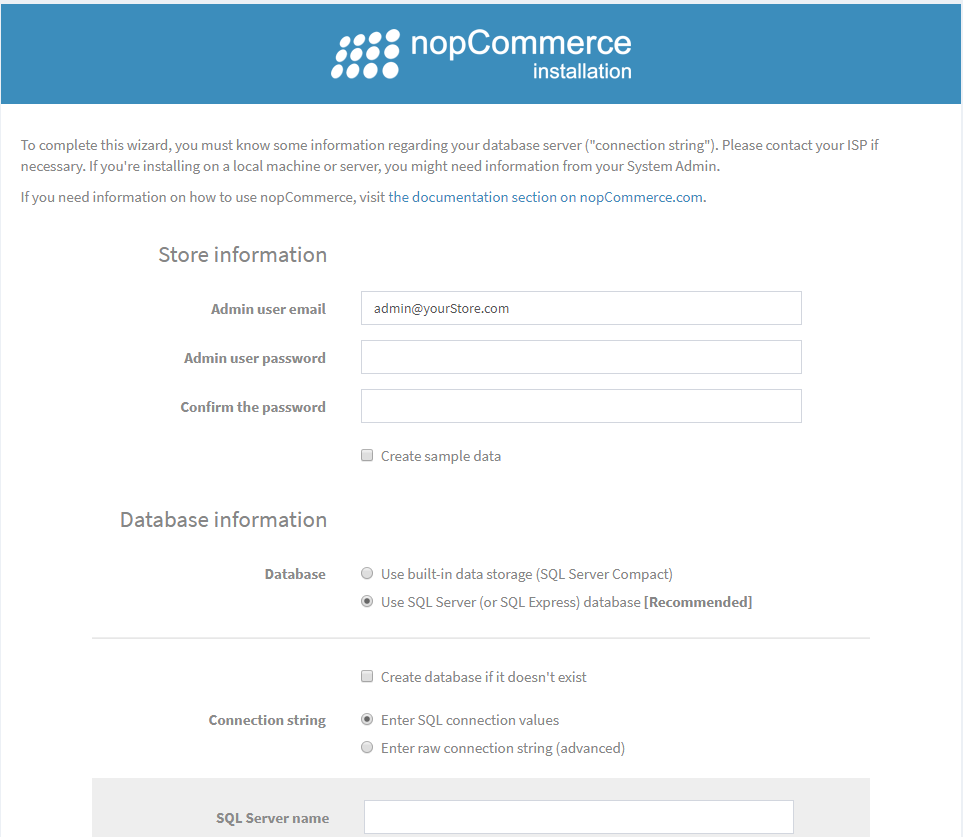 nopCommerce
installation
To complete this wizard, you must know some information regarding your database server ("connection string"). Please contact your ISP if
necessary. If you're installing on a local machine or server, you might need information from your System Admin.
If you need information on how to use nopCommerce, visit the documentation section on nopCommerce.com.
Store information
Admin user email
admin@yourStore.com
Admin user password
Confirm the password
Create sample data
Database information
Database
Use built-in data storage (SQL Server Compact)
Use SQL Server (or SQL Express) database [Recommended]
Create database if it doesn't exist
Connection string
Enter SQL connection values
Enter raw connection string (advanced)
SQL Server name